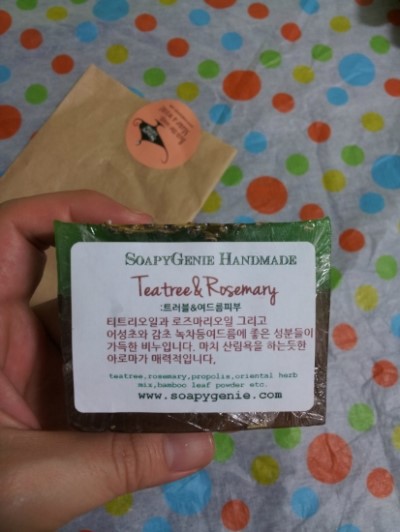 SOAPYGENIE HANDMADE
Teatree & Rosemary
:트러블&여드름피부
티트리오일과 로즈마리오일 그리고
어성초와 감초 녹차등여드름에 좋은 성분들이
가득한 비누입니다. 마치 산림욕을 하는듯한
아로마가 매력적입니다.
teatree,rosemary,propolis,oriental herb
mix,bamboo leaf powder etc.
www.soapygenie.com